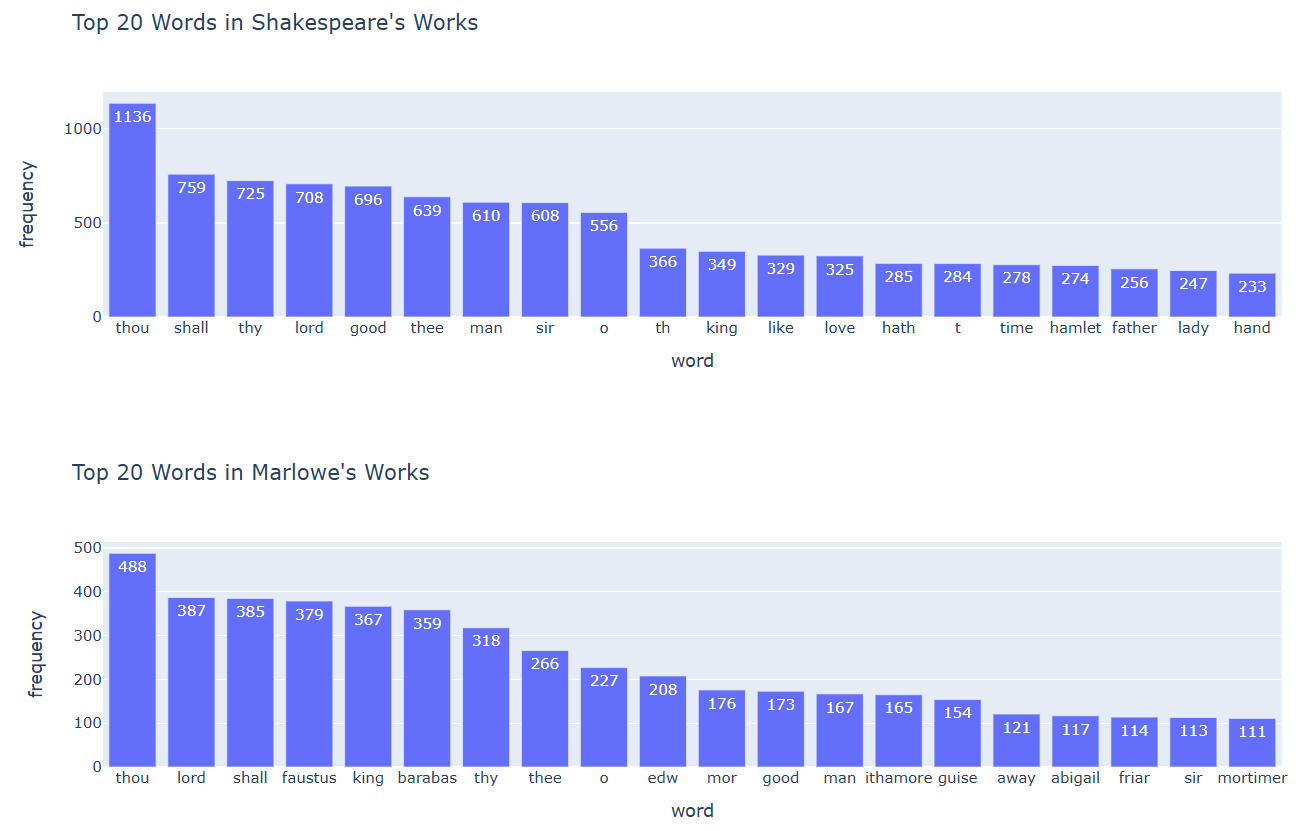 Top 20 Words in Shakespeare's Works
1136 759 725 708 696 639 610 608 556 366 349 329 325 285 284 278 274 256 247 233
1000
500
0
frequency
thou shall thy lord good thee man sir o th king like love hath t time hamlet father lady hand
word
Top 20 Words in Marlowe's Works
488 387 385 379 367 359 318 266 227 208 176 173 167 165 154 121 117 114 113 111
500
400
300
200
100
0
frequency
thou lord shall faustus king barabas thy thee o edw mor good man ithamore guise away abigail friar sir mortimer
word